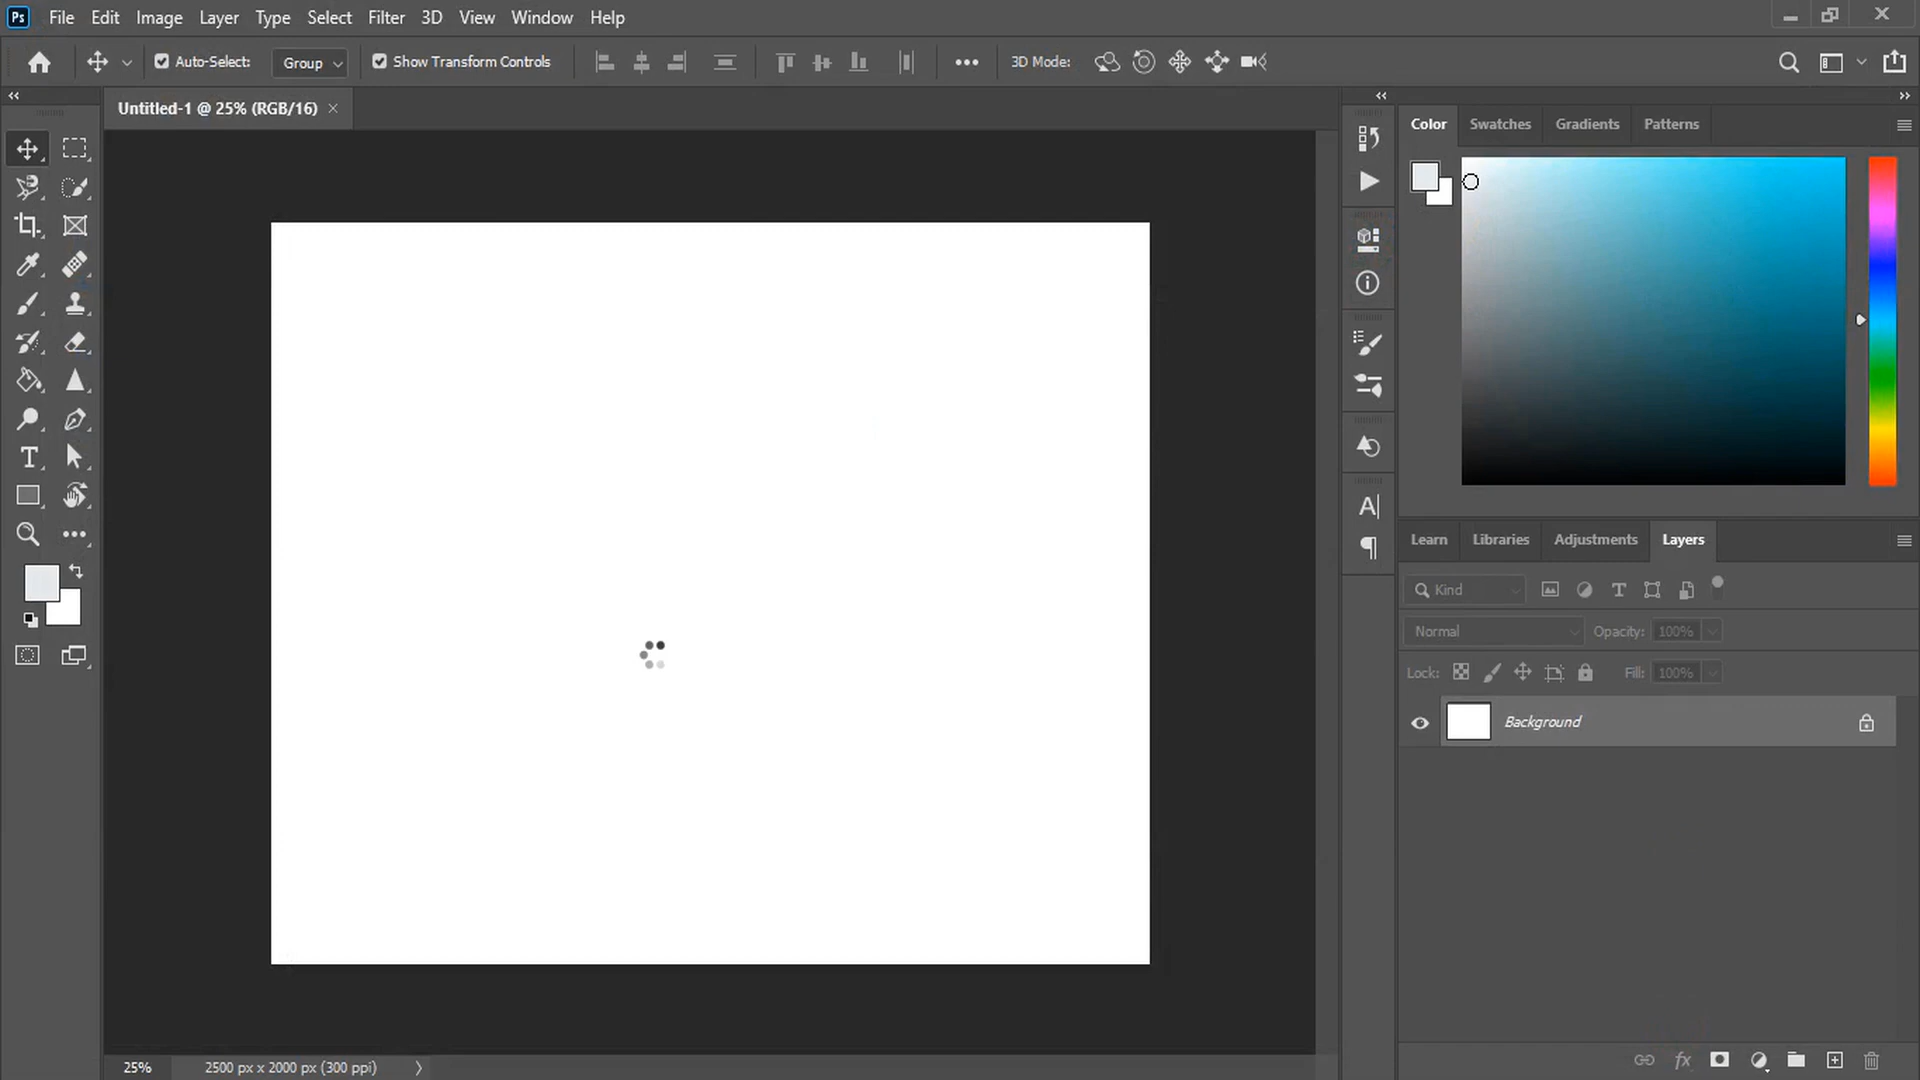 Ps File Edit Image Layer Type Select Filter 3D View Window Help
Auto-Select: Group Show Transform Controls 3D Mode:
Untitled-1 @ 25% (RGB/16)
Color Swatches Gradients Patterns
Learn Libraries Adjustments Layers
Kind
Normal Opacity: 100%
Lock: Fill: 100%
Background
25% 2500 px x 2000 px (300 ppi)